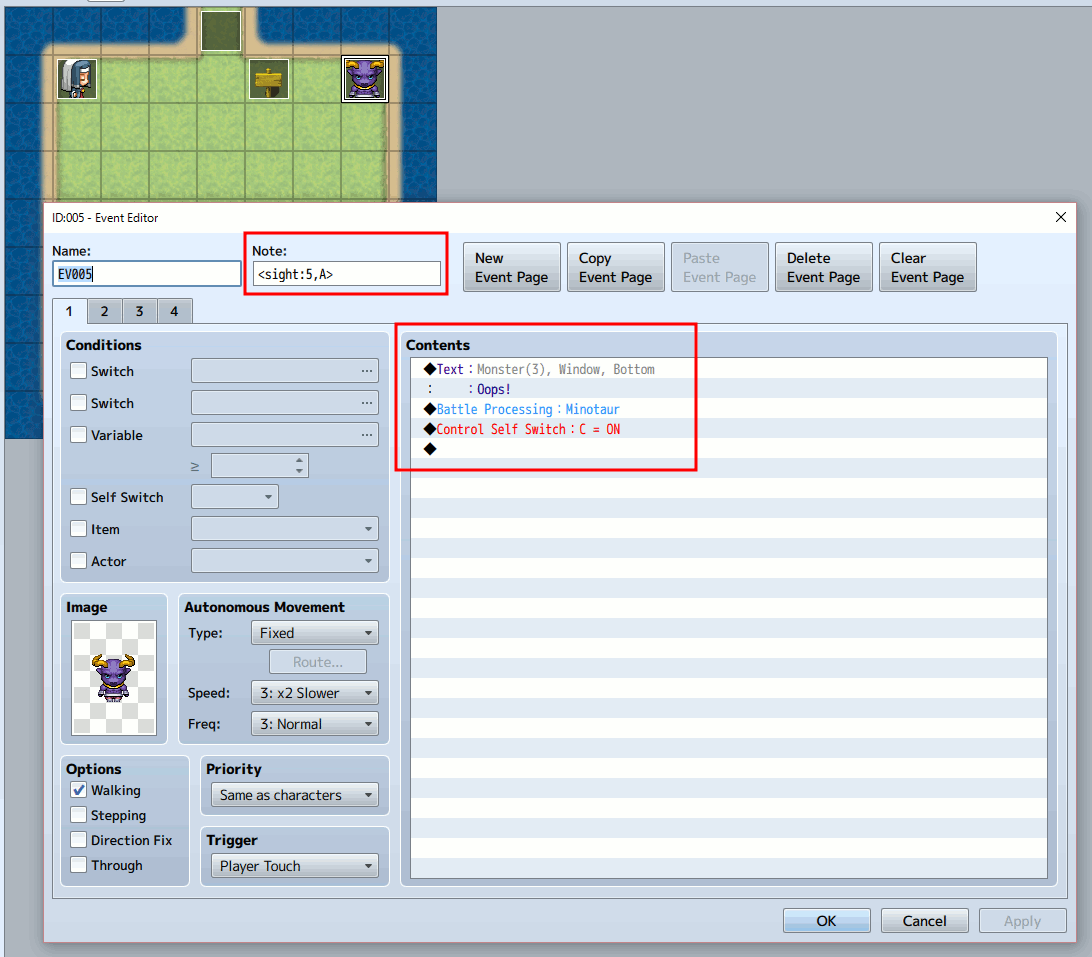 ID:005 - Event Editor
Name:
Note:
EV005
<sight:5,A>
New
Event Page
Copy
Event Page
Paste
Event Page
Delete
Event Page
Clear
Event Page
1
2
3
4
Conditions
Switch
...
Switch
...
Variable
...
≥
Self Switch
Item
Actor
Image
Autonomous Movement
Type:
Fixed
Route...
Speed:
3: x2 Slower
Freq:
3: Normal
Options
Walking
Stepping
Direction Fix
Through
Priority
Same as characters
Trigger
Player Touch
Contents
◆Text：Monster(3), Window, Bottom
:　　：Oops!
◆Battle Processing：Minotaur
◆Control Self Switch：C = ON
◆
OK
Cancel
Apply